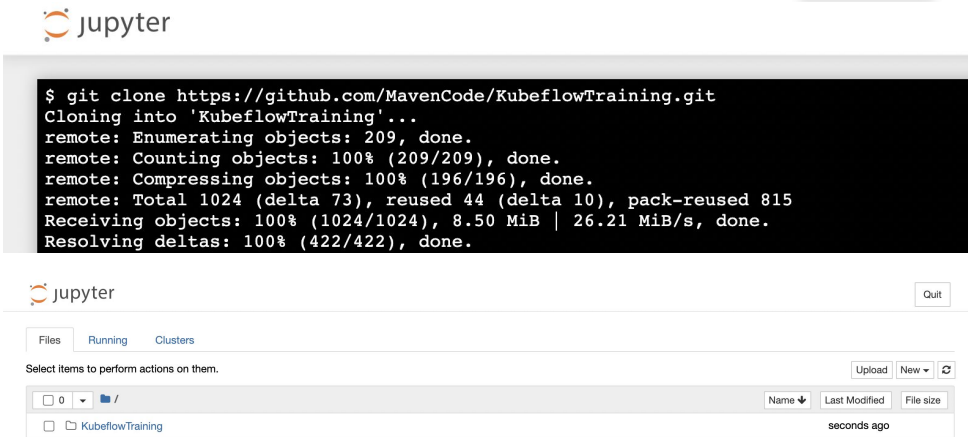 jupyter
$ git clone https://github.com/MavenCode/KubeflowTraining.git
Cloning into 'KubeflowTraining'...
remote: Enumerating objects: 209, done.
remote: Counting objects: 100% (209/209), done.
remote: Compressing objects: 100% (196/196), done.
remote: Total 1024 (delta 73), reused 44 (delta 10), pack-reused 815
Receiving objects: 100% (1024/1024), 8.50 MiB | 26.21 MiB/s, done.
Resolving deltas: 100% (422/422), done.
jupyter Quit
Files Running Clusters
Select items to perform actions on them. Upload New
0 / Name Last Modified File size
KubeflowTraining seconds ago